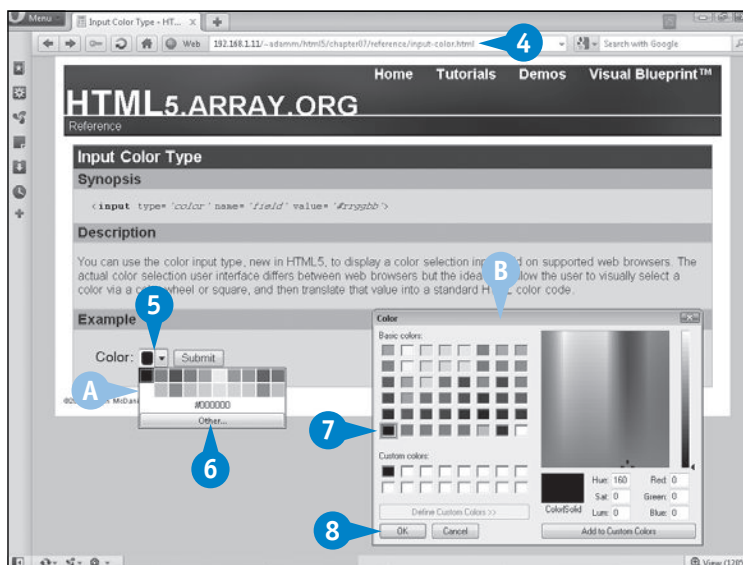 Menu
Input Color Type - HT...
Web
192.168.1.11/~adamm/html5/chapter07/reference/input-color.html
4
Search with Google
Home Tutorials Demos Visual Blueprint™
HTML5.ARRAY.ORG
Reference
Input Color Type
Synopsis
<input type='color' name='field' value='#rrggbb'>
Description
You can use the color input type, new in HTML5, to display a color selection on supported web browsers. The
actual color selection user interface differs between web browsers but the allow the user to visually select a
color via a wheel or square, and then translate that value into a standard color code.
B
5
Example
Color: Submit
A
#000000
Other...
6
Color
Basic colors:
7
Custom colors:
Define Custom Colors >>
8
OK Cancel
Color|Solid
Hue: 160 Red: 0
Sat: 0 Green: 0
Lum: 0 Blue: 0
Add to Custom Colors
View